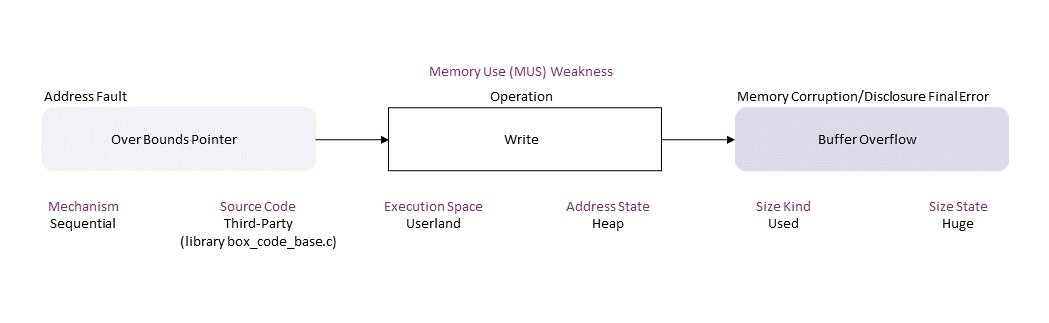 Memory Use (MUS) Weakness
Address Fault
Operation
Memory Corruption/Disclosure Final Error
Over Bounds Pointer
Write
Buffer Overflow
Mechanism
Sequential
Source Code
Third-Party
(library box_code_base.c)
Execution Space
Userland
Address State
Heap
Size Kind
Used
Size State
Huge